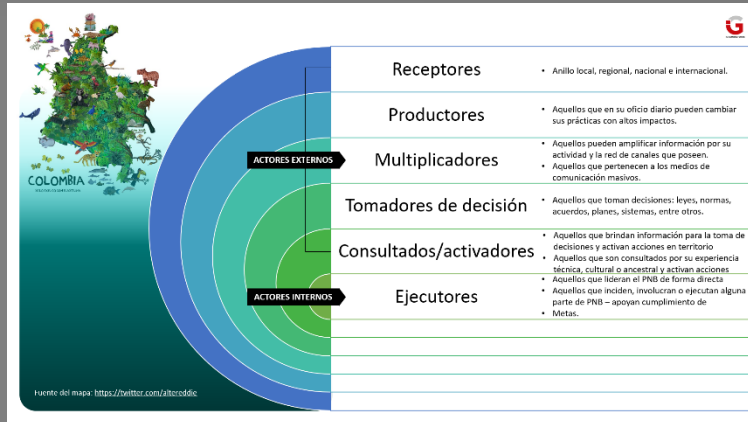 COLOMBIA
Receptores
• Anillo local, regional, nacional e internacional.
Productores
• Aquellos que en su oficio diario pueden cambiar
sus prácticas con altos impactos.
ACTORES EXTERNOS
Multiplicadores
• Aquellos pueden amplificar información por su
actividad y la red de canales que poseen.
• Aquellos que pertenecen a los medios de
comunicación masivos.
Tomadores de decisión
• Aquellos que toman decisiones: leyes, normas,
acuerdos, planes, sistemas, entre otros.
Consultados/activadores
• Aquellos que brindan información para la toma de
decisiones y activan acciones en territorio
• Aquellos que son consultados por su experiencia
técnica, cultural o ancestral y activan acciones
ACTORES INTERNOS
Ejecutores
• Aquellos que lideran el PNB de forma directa
• Aquellos que inciden, involucran o ejecutan alguna
parte de PNB – apoyan cumplimiento de
• Metas.
Fuente del mapa: https://twitter.com/altereddie